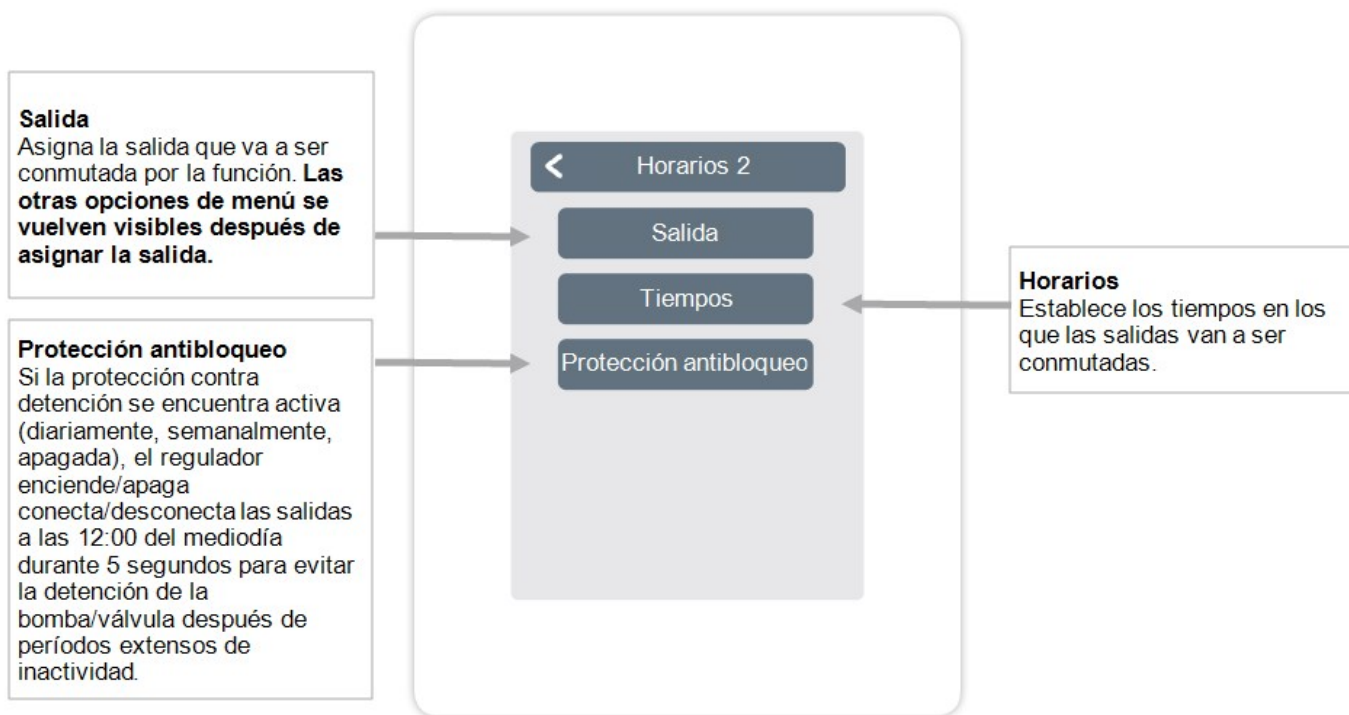 Salida
Asigna la salida que va a ser
conmutada por la función. Las
otras opciones de menú se
vuelven visibles después de
asignar la salida.
Protección antibloqueo
Si la protección contra
detención se encuentra activa
(diariamente, semanalmente,
apagada), el regulador
enciende/apaga
conecta/desconecta las salidas
a las 12:00 del mediodía
durante 5 segundos para evitar
la detención de la
bomba/válvula después de
períodos extensos de
inactividad.
Horarios 2
Salida
Tiempos
Protección antibloqueo
Horarios
Establece los tiempos en los
que las salidas van a ser
conmutadas.